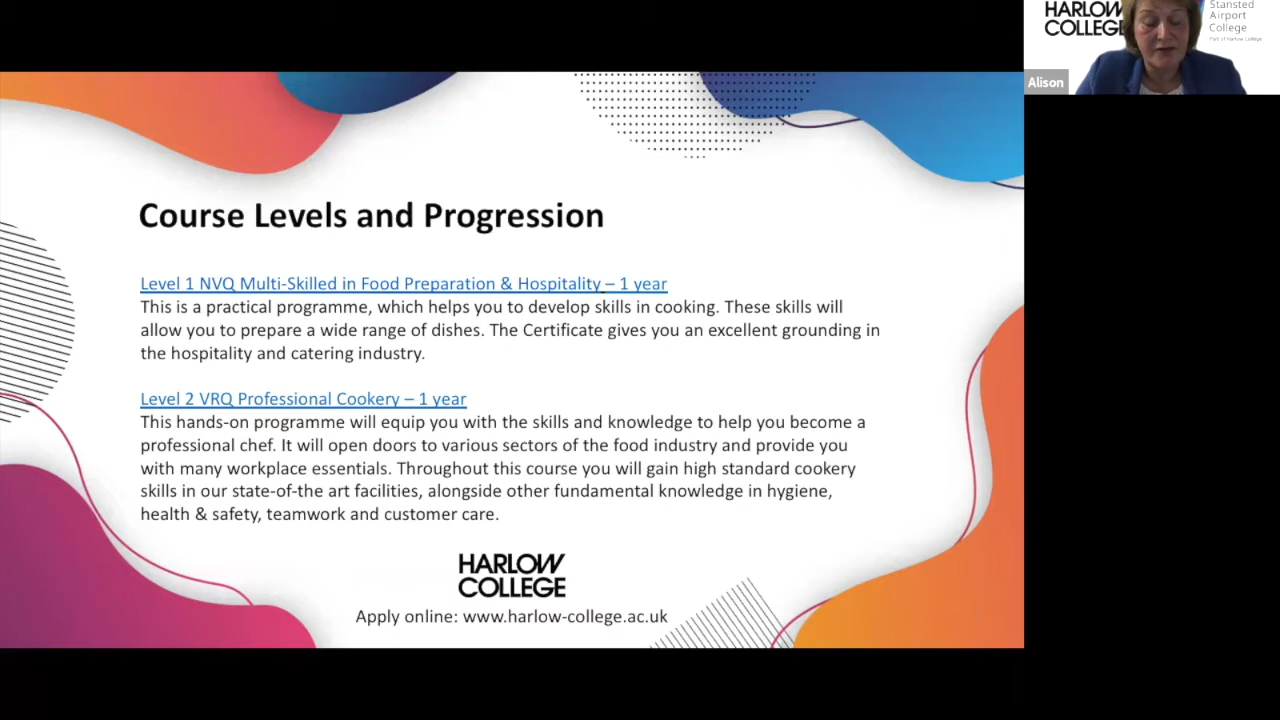 HARLOW
COLLEGE
Stansted
Airport
College
Part of Harlow College
Alison
Course Levels and Progression
Level 1 NVQ Multi-Skilled in Food Preparation & Hospitality – 1 year
This is a practical programme, which helps you to develop skills in cooking. These skills will
allow you to prepare a wide range of dishes. The Certificate gives you an excellent grounding in
the hospitality and catering industry.
Level 2 VRQ Professional Cookery – 1 year
This hands-on programme will equip you with the skills and knowledge to help you become a
professional chef. It will open doors to various sectors of the food industry and provide you
with many workplace essentials. Throughout this course you will gain high standard cookery
skills in our state-of-the art facilities, alongside other fundamental knowledge in hygiene,
health & safety, teamwork and customer care.
HARLOW
COLLEGE
Apply online: www.harlow-college.ac.uk